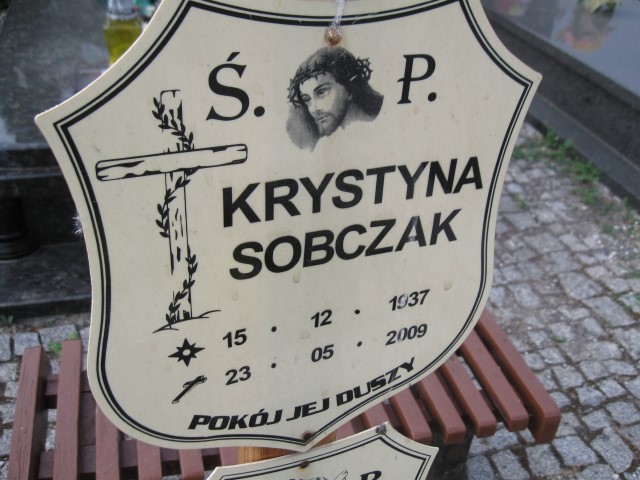 Ś. P.
KRYSTYNA
SOBCZAK
15 · 12 · 1937
23 · 05 · 2009
POKÓJ JEJ DUSZY
P